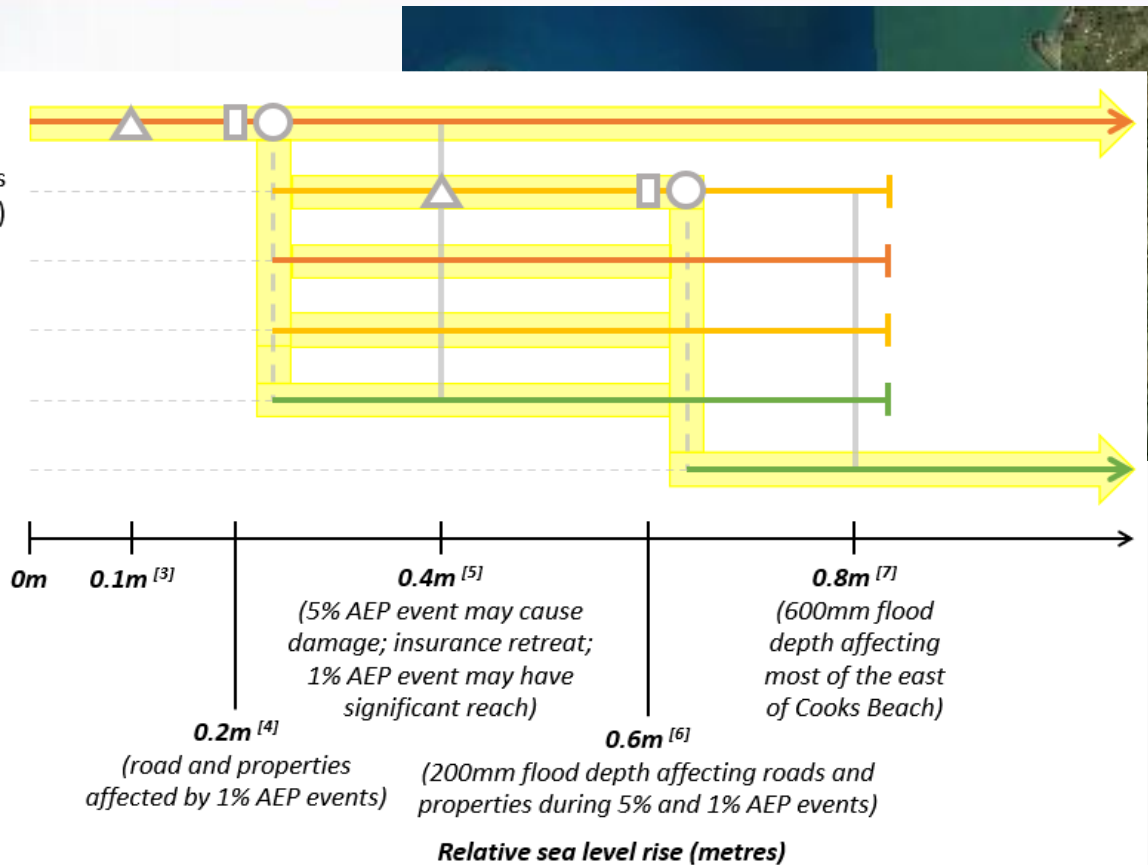 s
)
0m
0.1m [3]
0.4m [5]
(5% AEP event may cause
damage; insurance retreat;
1% AEP event may have
significant reach)
0.8m [7]
(600mm flood
depth affecting
most of the east
of Cooks Beach)
0.2m [4]
(road and properties
affected by 1% AEP events)
0.6m [6]
(200mm flood depth affecting roads and
properties during 5% and 1% AEP events)
Relative sea level rise (metres)